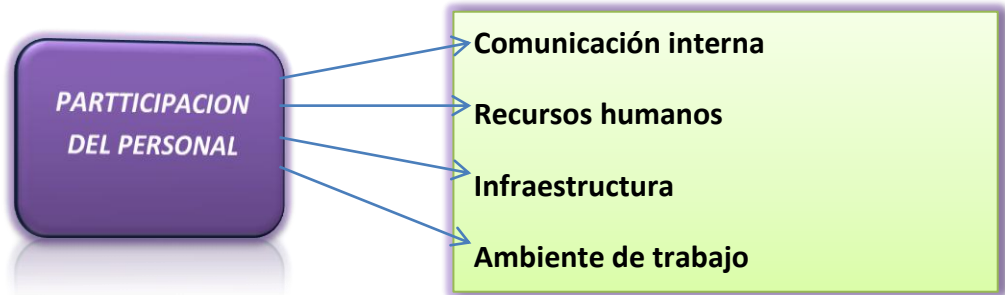 PARTTICIPACION
DEL PERSONAL
Comunicación interna
Recursos humanos
Infraestructura
Ambiente de trabajo